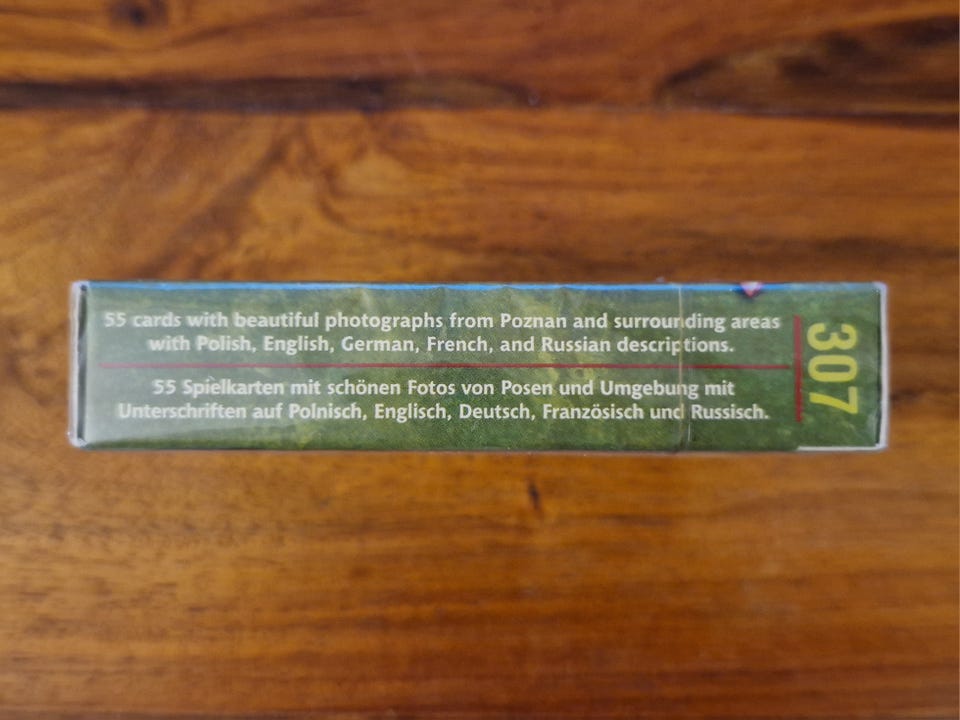 55 cards with beautiful photographs from Poznan and surrounding areas
with Polish, English, German, French, and Russian descriptions.
55 Spielkarten mit schönen Fotos von Posen und Umgebung mit
Unterschriften auf Polnisch, Englisch, Deutsch, Französisch und Russisch.
307